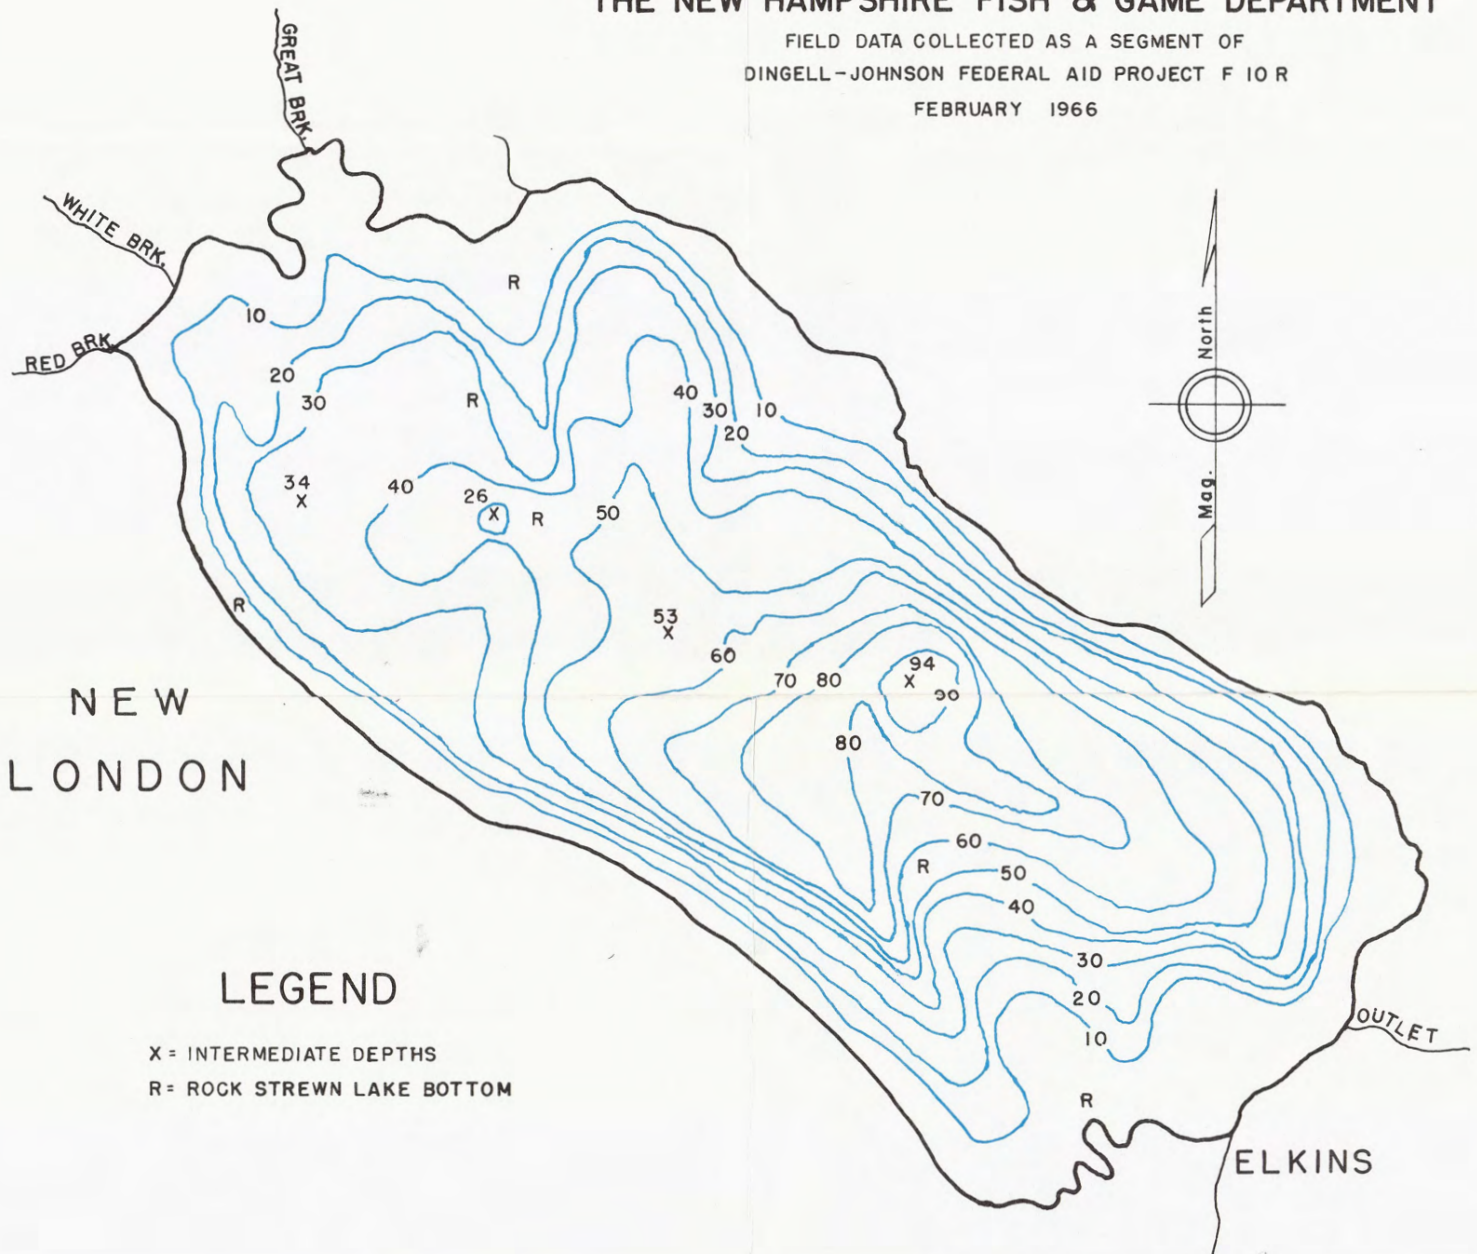 THE NEW HAMPSHIRE FISH & GAME DEPARTMENT
FIELD DATA COLLECTED AS A SEGMENT OF
DINGELL-JOHNSON FEDERAL AID PROJECT F 10 R
FEBRUARY 1966
GREAT BRK.
WHITE BRK.
RED BRK.
R
10
20
30
R
40
30
10
20
34
X
40
26
X
R
50
R
53
X
60
70
80
94
X
90
80
70
60
R
50
40
30
20
10
R
North
Mag.
NEW
LONDON
LEGEND
X = INTERMEDIATE DEPTHS
R = ROCK STREWN LAKE BOTTOM
OUTLET
ELKINS